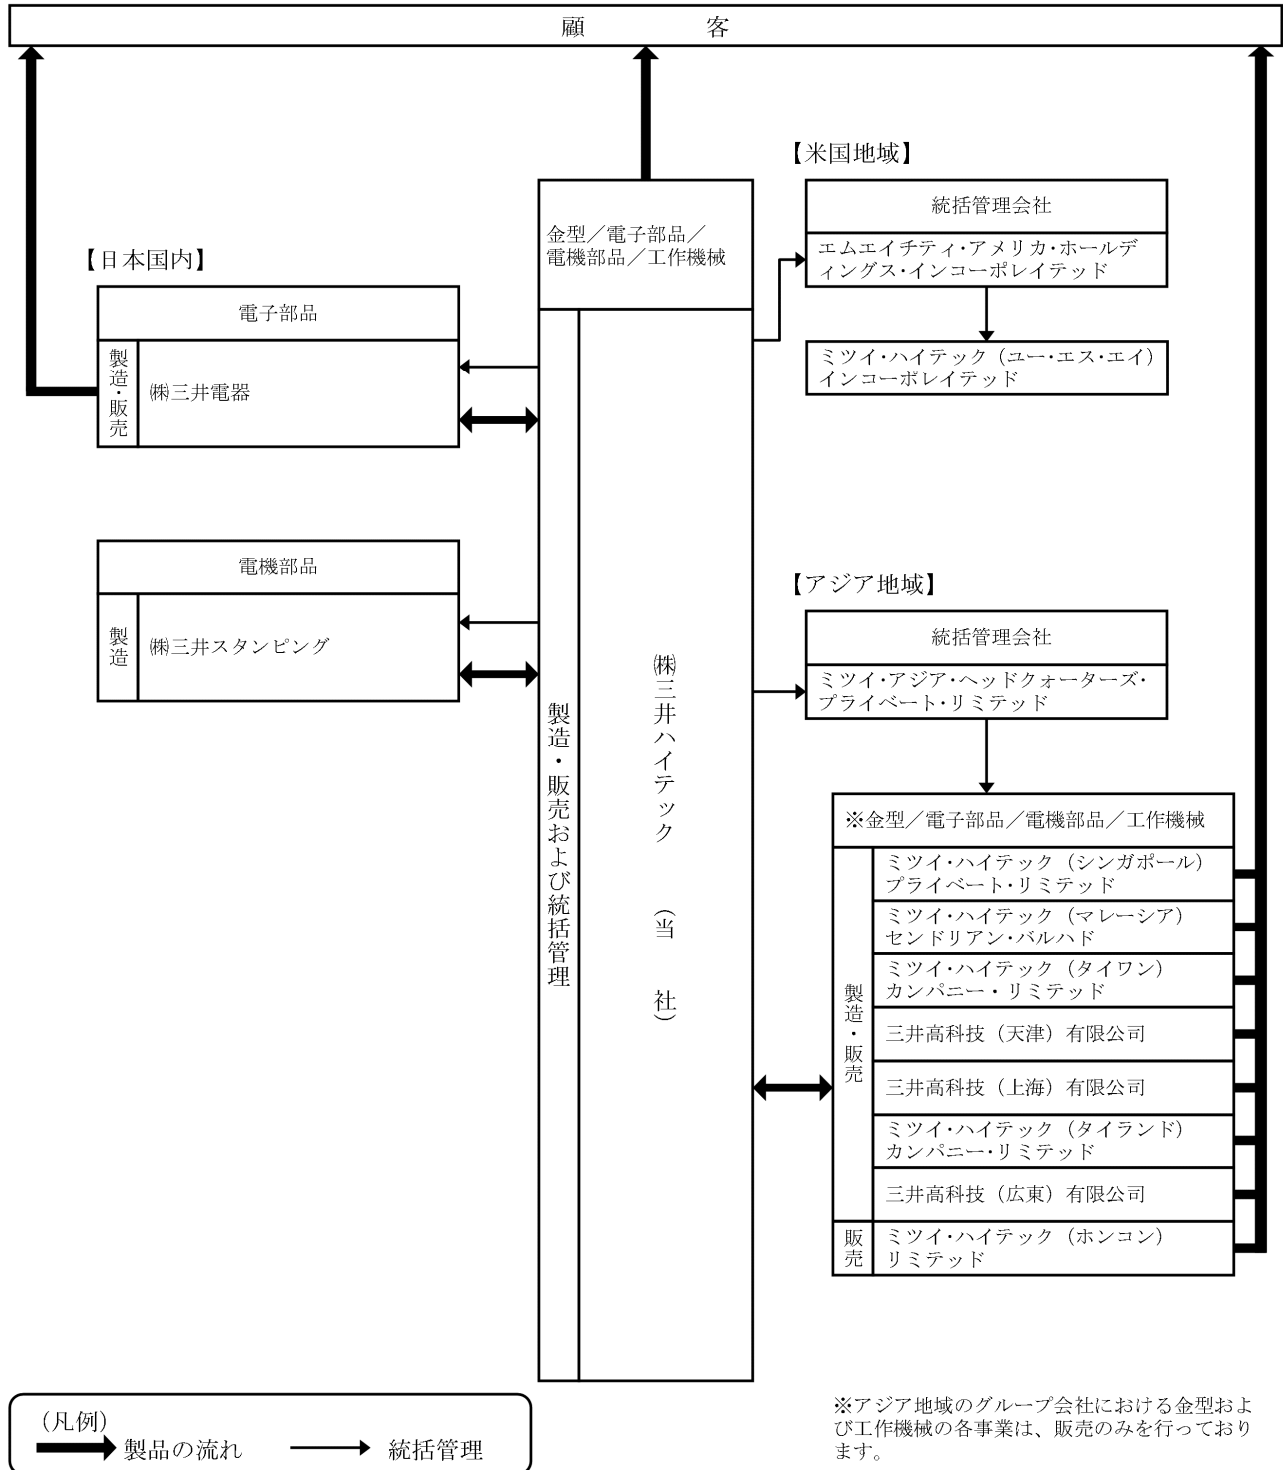 顧客
【米国地域】
統括管理会社
エムエイチティ・アメリカ・ホールデ
ィングス・インコーポレイテッド
ミツイ・ハイテック（ユー・エス・エイ）
インコーポレイテッド
金型／電子部品／
電機部品／工作機械
製造・販売および統括管理
㈱三井ハイテック（当社）
【日本国内】
電子部品
製造・販売
㈱三井電器
電機部品
製造
㈱三井スタンピング
【アジア地域】
統括管理会社
ミツイ・アジア・ヘッドクォーターズ・
プライベート・リミテッド
※金型／電子部品／電機部品／工作機械
製造・販売
ミツイ・ハイテック（シンガポール）
プライベート・リミテッド
ミツイ・ハイテック（マレーシア）
センドリアン・バルハド
ミツイ・ハイテック（タイワン）
カンパニー・リミテッド
三井高科技（天津）有限公司
三井高科技（上海）有限公司
ミツイ・ハイテック（タイランド）
カンパニー・リミテッド
三井高科技（広東）有限公司
販売
ミツイ・ハイテック（ホンコン）
リミテッド
(凡例)
製品の流れ
統括管理
※アジア地域のグループ会社における金型およ
び工作機械の各事業は、販売のみを行っており
ます。